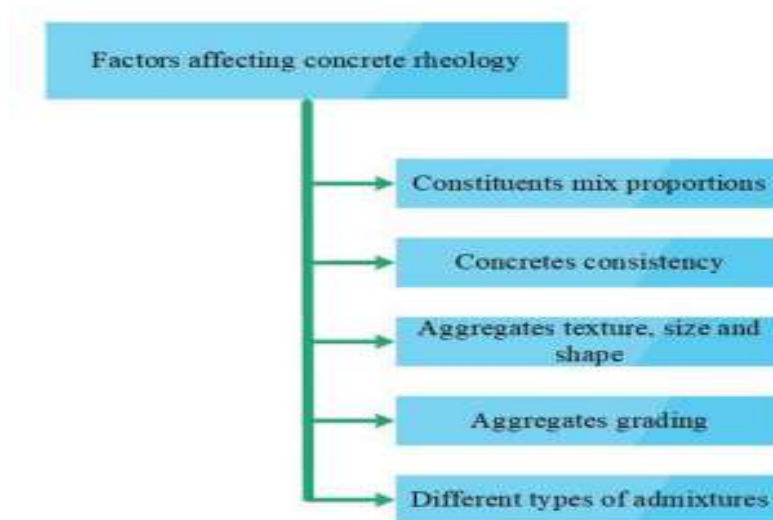 Factors affecting concrete rheology
Constituents mix proportions
Concretes consistency
Aggregates texture, size and
shape
Aggregates grading
Different types of admixtures